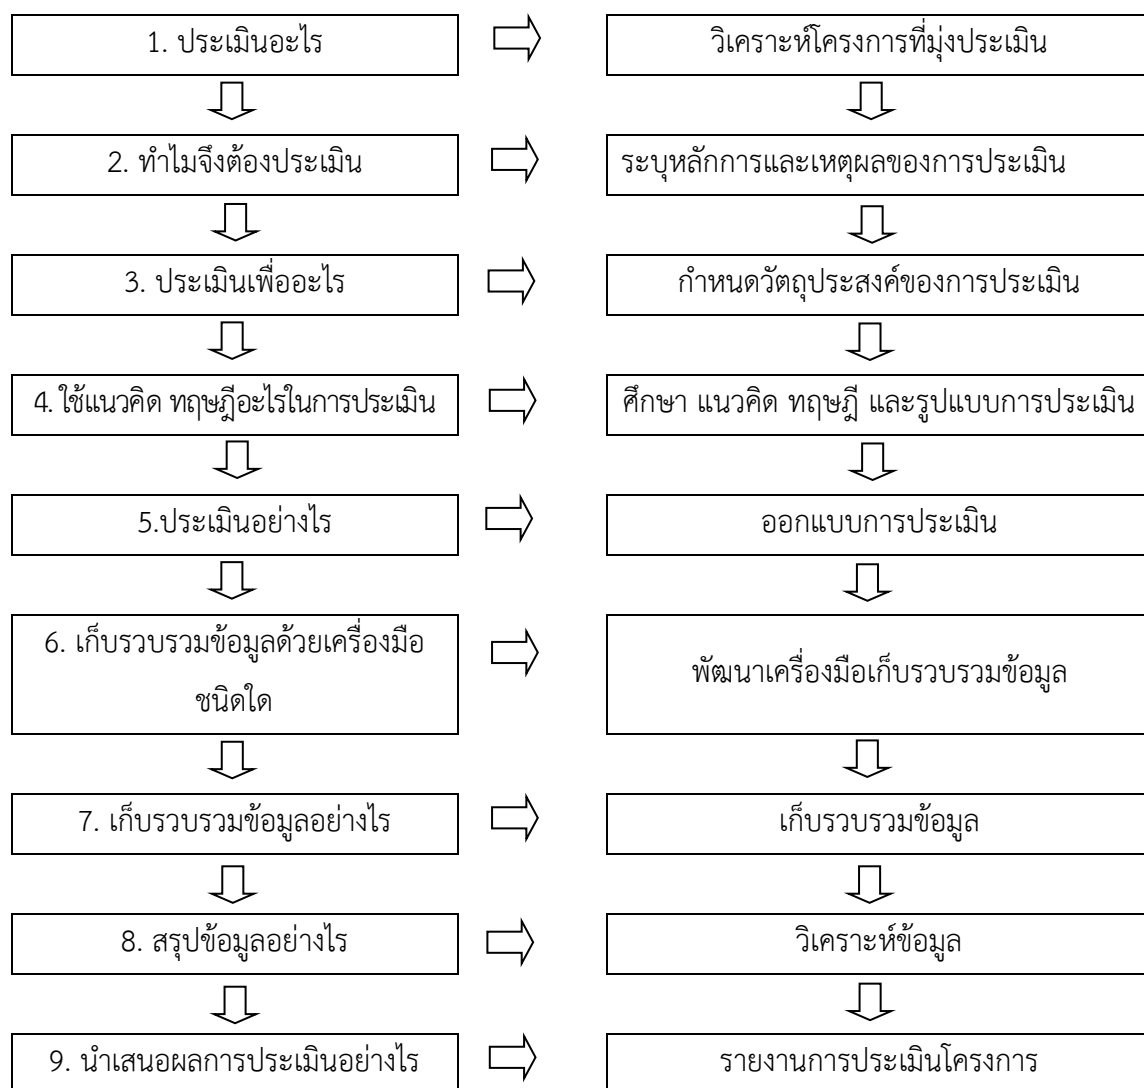 1. ประเมินอะไร
วิเคราะห์โครงการที่มุ่งประเมิน
2. ทำไมจึงต้องประเมิน
ระบุหลักการและเหตุผลของการประเมิน
3. ประเมินเพื่ออะไร
กำหนดวัตถุประสงค์ของการประเมิน
4. ใช้แนวคิด ทฤษฎีอะไรในการประเมิน
ศึกษา แนวคิด ทฤษฎี และรูปแบบการประเมิน
5.ประเมินอย่างไร
ออกแบบการประเมิน
6. เก็บรวบรวมข้อมูลด้วยเครื่องมือ
ชนิดใด
พัฒนาเครื่องมือเก็บรวบรวมข้อมูล
7. เก็บรวบรวมข้อมูลอย่างไร
เก็บรวบรวมข้อมูล
8. สรุปข้อมูลอย่างไร
วิเคราะห์ข้อมูล
9. นำเสนอผลการประเมินอย่างไร
รายงานการประเมินโครงการ